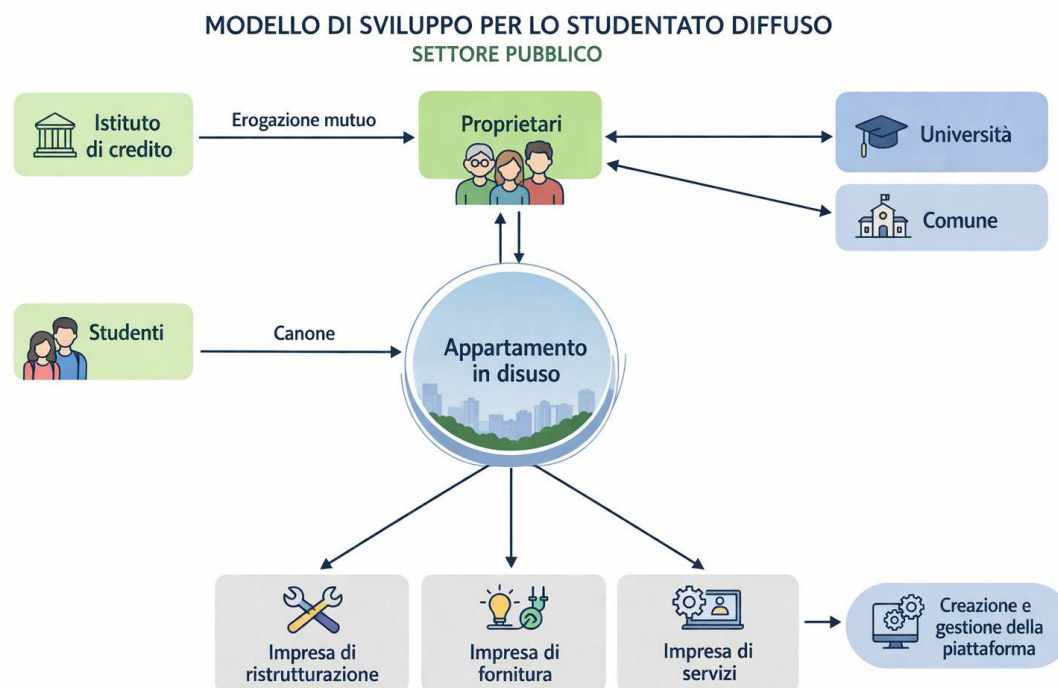 MODELLO DI SVILUPPO PER LO STUDENTATO DIFFUSO
SETTORE PUBBLICO
Istituto
di credito
Erogazione mutuo
Proprietari
Università
Comune
Studenti
Canone
Appartamento
in disuso
Impresa di
ristrutturazione
Impresa di
fornitura
Impresa di
servizi
Creazione e
gestione della
piattaforma